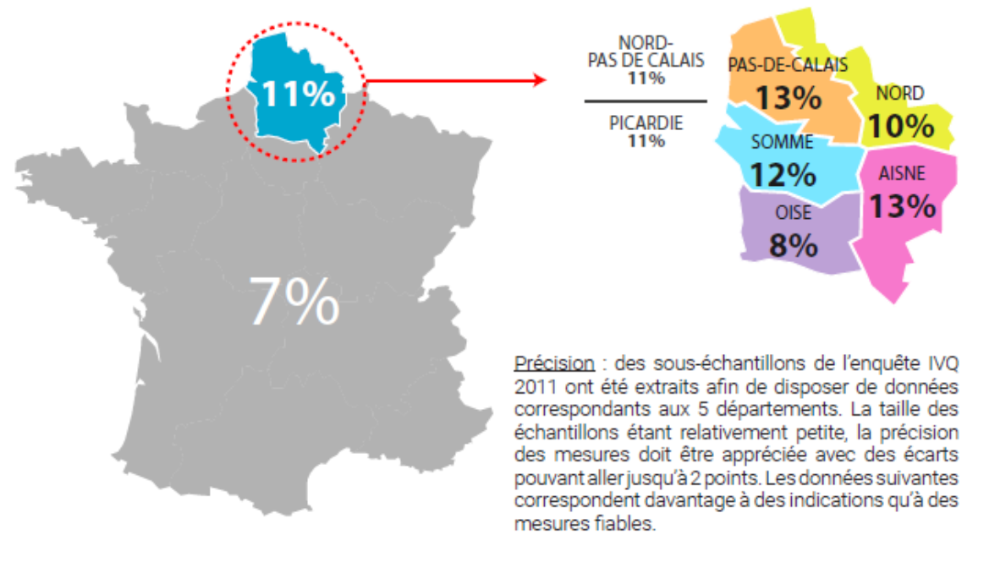 11%
7%
NORD-
PAS DE CALAIS
11%
PICARDIE
11%
PAS-DE-CALAIS
13%
NORD
10%
SOMME
12%
AISNE
13%
OISE
8%
Précision : des sous-échantillons de l'enquête IVQ
2011 ont été extraits afin de disposer de données
correspondants aux 5 départements. La taille des
échantillons étant relativement petite, la précision
des mesures doit être appréciée avec des écarts
pouvant aller jusqu'à 2 points. Les données suivantes
correspondent davantage à des indications qu'à des
mesures fiables.